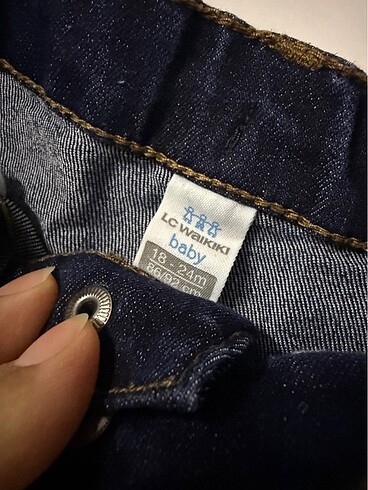 LC WAIKIKI
baby
18 - 24m
86/92 cm